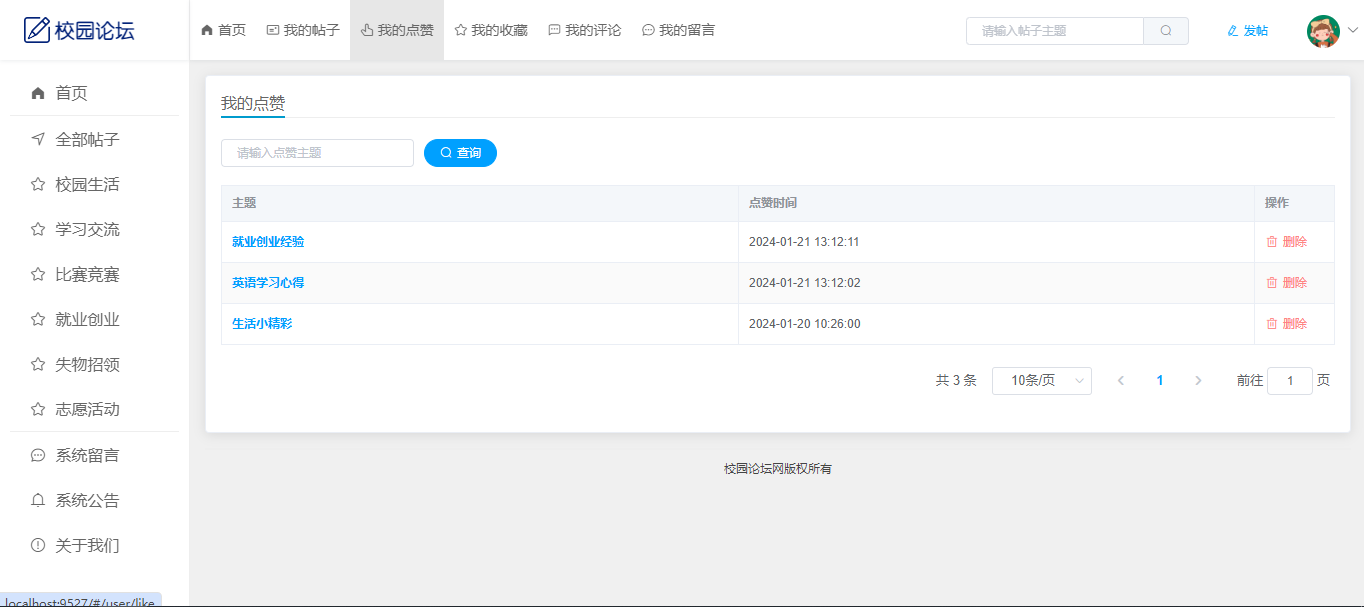 校园论坛
首页 我的帖子 我的点赞 我的收藏 我的评论 我的留言 请输入帖子主题 发帖
首页
全部帖子
校园生活
学习交流
比赛竞赛
就业创业
失物招领
志愿活动
系统留言
系统公告
关于我们
我的点赞
请输入点赞主题 查询
主题 点赞时间 操作
就业创业经验 2024-01-21 13:12:11 删除
英语学习心得 2024-01-21 13:12:02 删除
生活小精彩 2024-01-20 10:26:00 删除
共 3 条 10条/页 1 前往 1 页
校园论坛网版权所有
localhost:9527/#/user/like